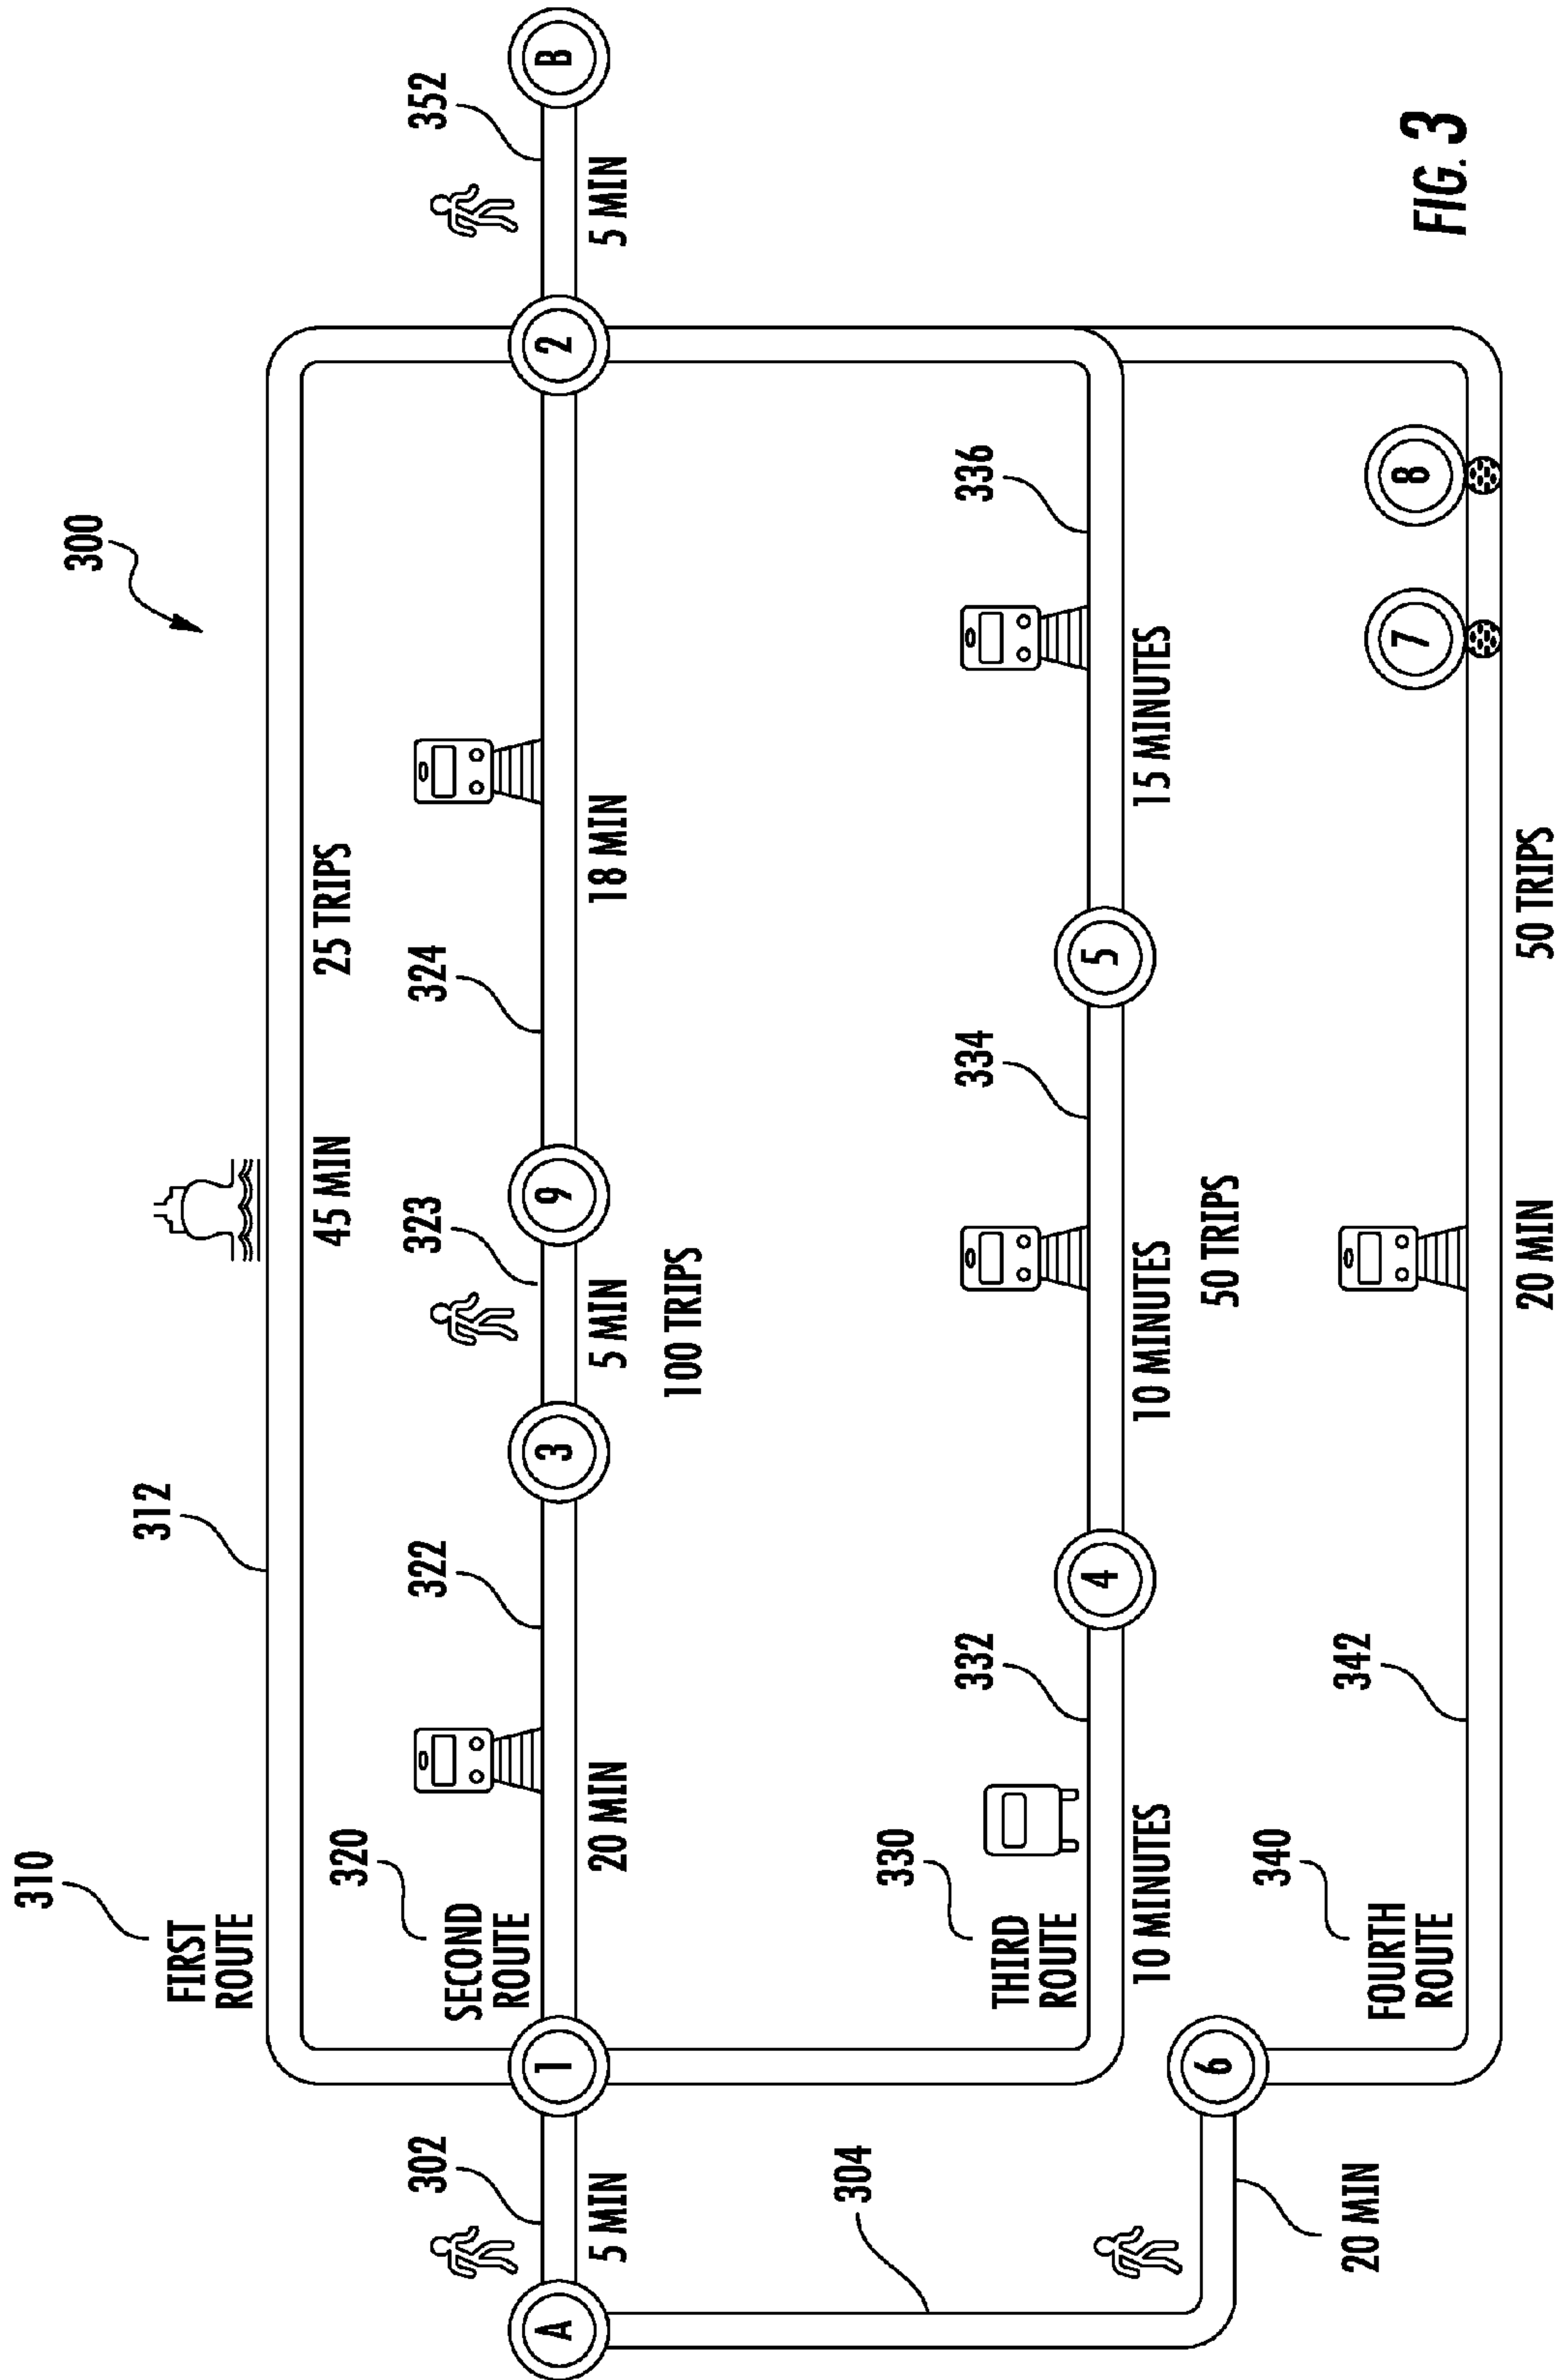 300
310
FIRST
ROUTE
312
45 MIN
25 TRIPS
302
320
SECOND
ROUTE
322
323
324
352
A
1
3
9
2
B
5 MIN
20 MIN
5 MIN
18 MIN
5 MIN
100 TRIPS
330
THIRD
ROUTE
332
334
336
4
5
10 MINUTES
10 MINUTES
15 MINUTES
50 TRIPS
304
6
20 MIN
340
FOURTH
ROUTE
342
7
8
20 MIN
50 TRIPS
FIG. 3